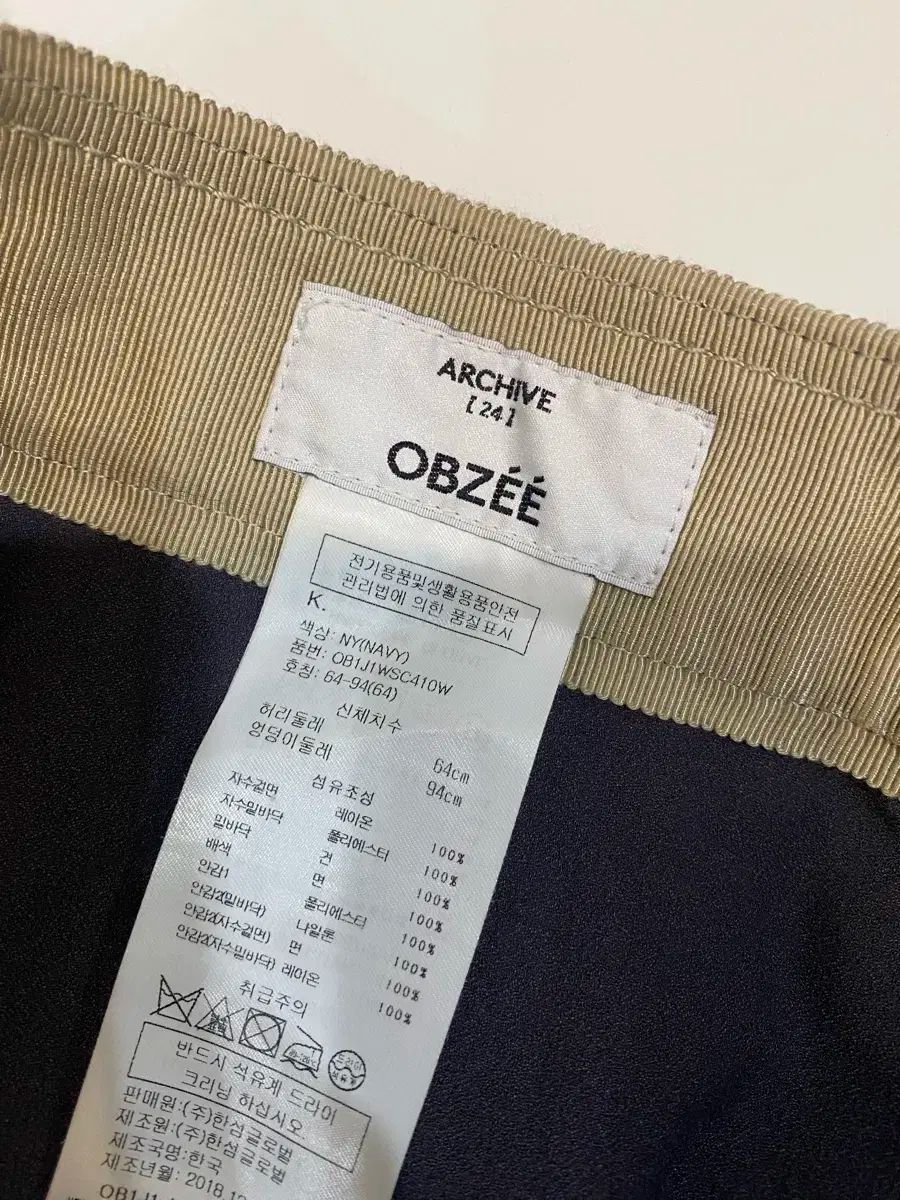 ARCHIVE
[24]
OBZÉÉ
전기용품및생활용품안전
관리법에 의한 품질표시
K.
색상: NY(NAVY)
품번: OB1J1WSC410W
호칭: 64-94(64)
신체치수
허리둘레 64cm
엉덩이둘레 94cm
섬유조성
자수겉면 레이온 100%
자수밑바닥 폴리에스터 100%
밑바닥 견 100%
배색 면 100%
안감1 폴리에스터 100%
안감2(밑바닥) 나일론 100%
안감2(자수겉면) 면 100%
안감2(자수밑바닥) 레이온 100%
취급주의
드라이
석유계
반드시 석유계 드라이
크리닝 하십시오
판매원:(주)한섬글로벌
제조원:(주)한섬글로벌
제조국명:한국
제조년월: 2018.12